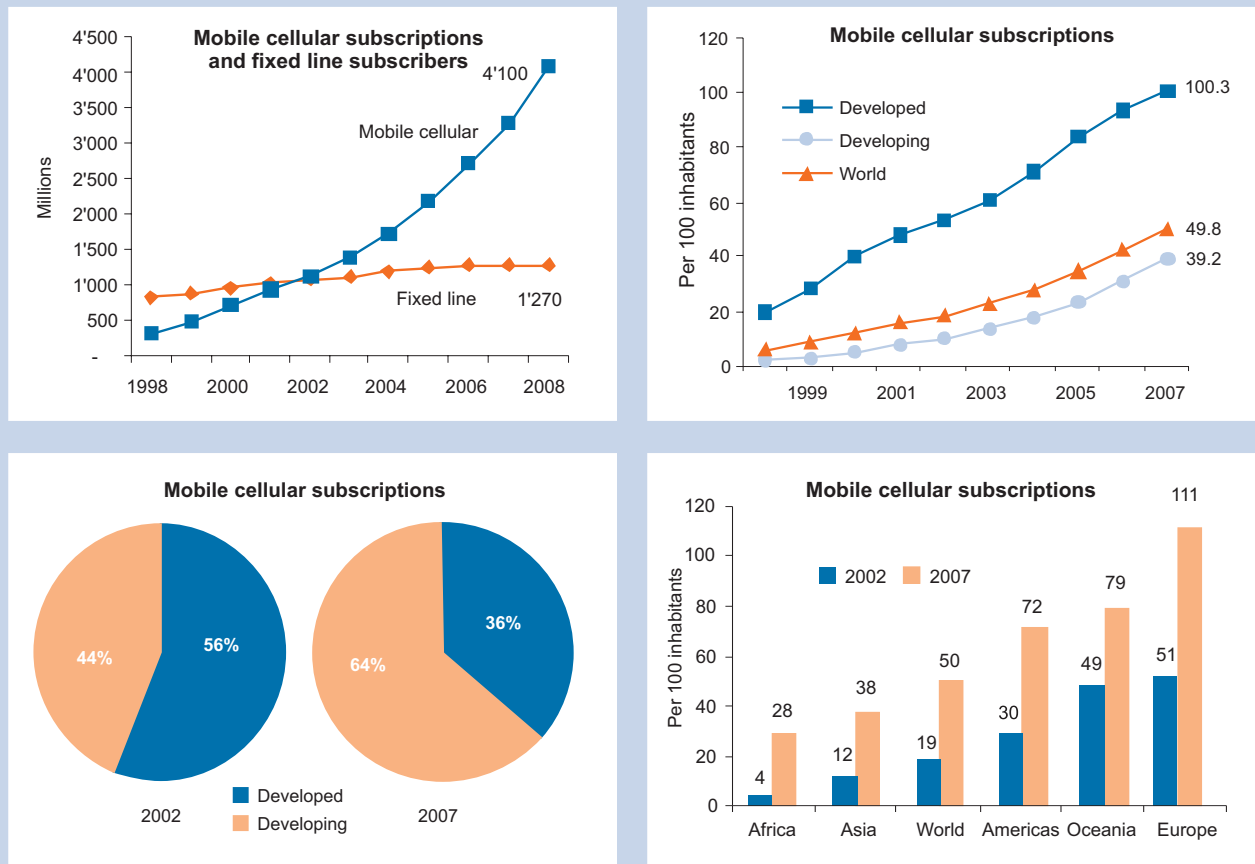 Mobile cellular subscriptions
and fixed line subscribers
4'500
4'000
3'500
3'000
2'500
2'000
1'500
1'000
500
-
Millions
4'100
Mobile cellular
Fixed line
1'270
1998 2000 2002 2004 2006 2008
Mobile cellular subscriptions
120
100
80
60
40
20
0
Per 100 inhabitants
Developed
Developing
World
100.3
49.8
39.2
1999 2001 2003 2005 2007
Mobile cellular subscriptions
44% 56%
64% 36%
2002
Developed
Developing
2007
Mobile cellular subscriptions
120
100
80
60
40
20
0
Per 100 inhabitants
2002 2007
4 28
12 38
19 50
30 72
49 79
51 111
Africa Asia World Americas Oceania Europe